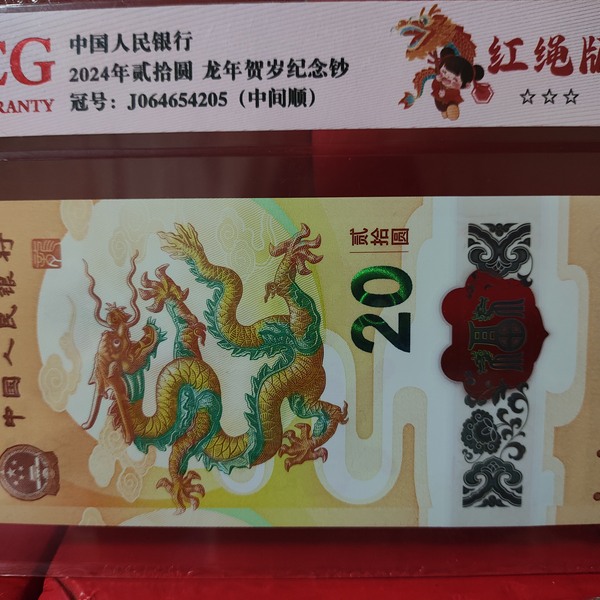 EG
RRANTY
中国人民银行
2024年贰拾圆 龙年贺岁纪念钞
冠号：J064654205（中间顺）
红绳版
☆☆☆
中国人民银行
贰拾圆
20